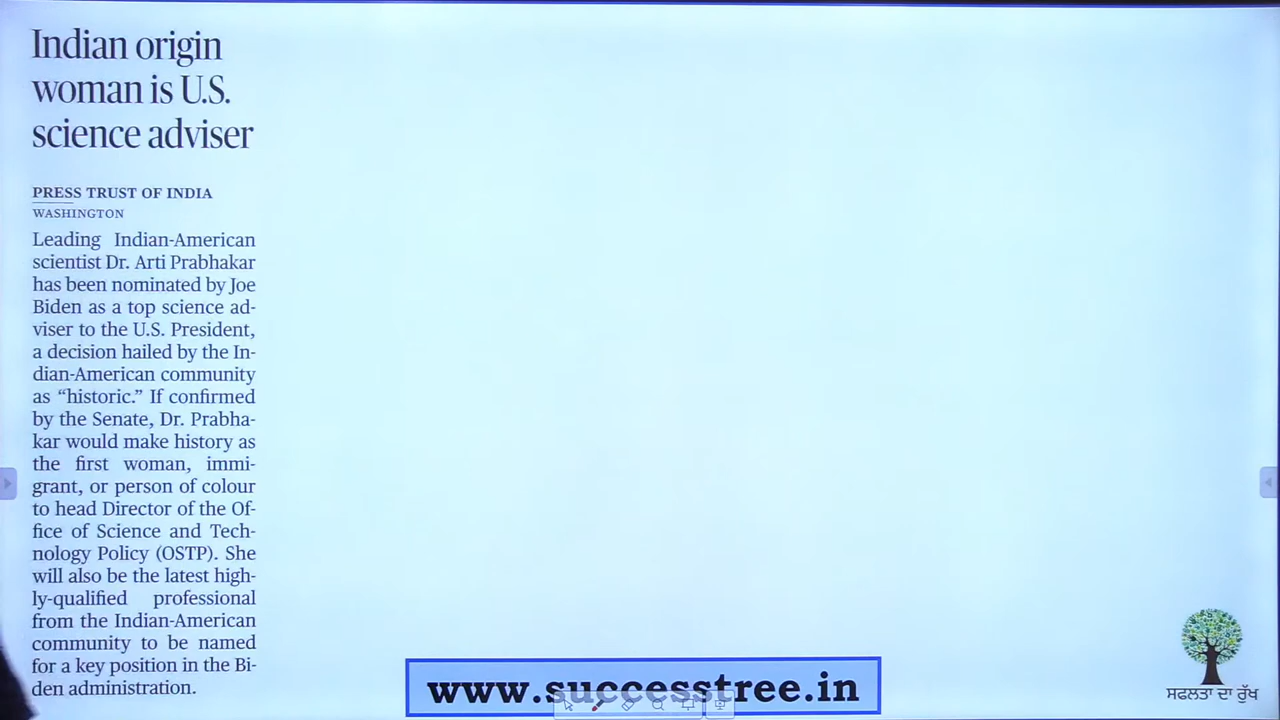 Indian origin
woman is U.S.
science adviser
PRESS TRUST OF INDIA
WASHINGTON
Leading Indian-American
scientist Dr. Arti Prabhakar
has been nominated by Joe
Biden as a top science ad-
viser to the U.S. President,
a decision hailed by the In-
dian-American community
as “historic.” If confirmed
by the Senate, Dr. Prabha-
kar would make history as
the first woman, immi-
grant, or person of colour
to head Director of the Of-
fice of Science and Tech-
nology Policy (OSTP). She
will also be the latest high-
ly-qualified professional
from the Indian-American
community to be named
for a key position in the Bi-
den administration.
www.successtree.in
ਸਫਲਤਾ ਦਾ ਰੁੱਖ